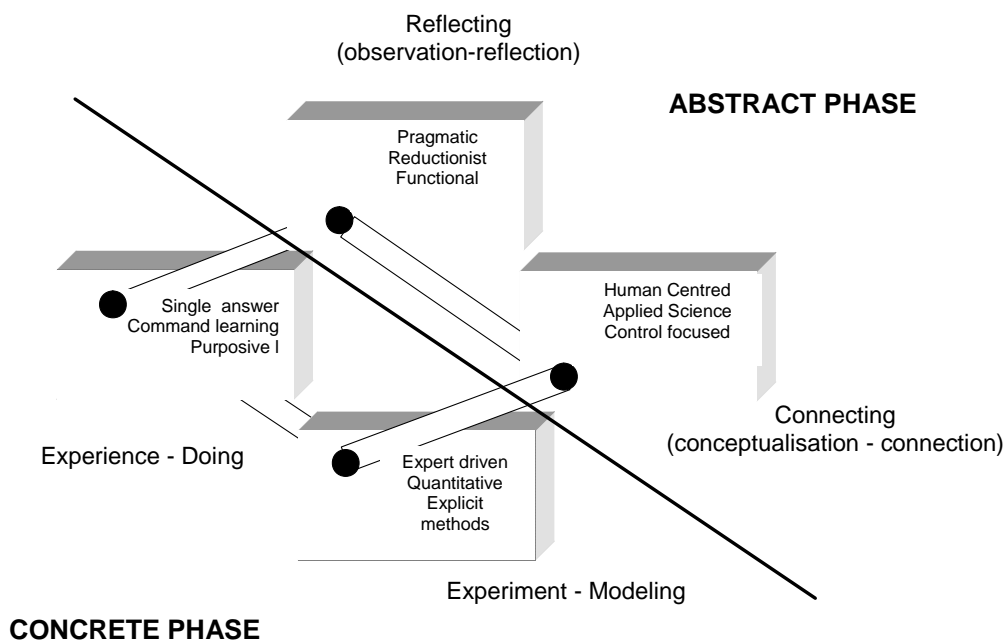 Reflecting
(observation-reflection)
ABSTRACT PHASE
Pragmatic
Reductionist
Functional
Single answer
Command learning
Purposive l
Human Centred
Applied Science
Control focused
Connecting
(conceptualisation - connection)
Experience - Doing
Expert driven
Quantitative
Explicit
methods
Experiment - Modeling
CONCRETE PHASE